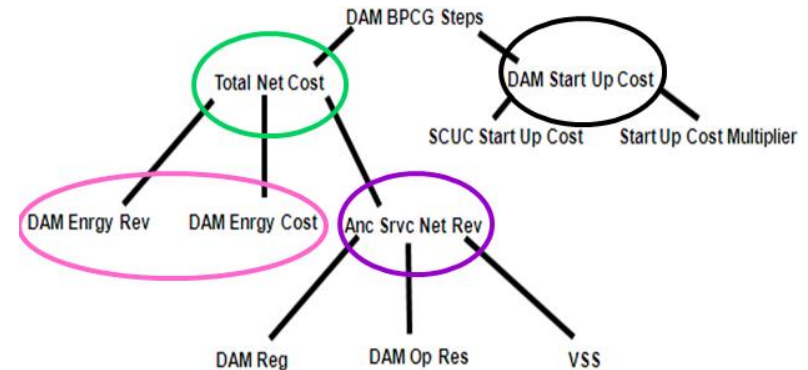 DAM BPCG Steps
Total Net Cost
DAM Start Up Cost
SCUC Start Up Cost
Start Up Cost Multiplier
DAM Enrgy Rev
DAM Enrgy Cost
Anc Srvc Net Rev
DAM Reg
DAM Op Res
VSS